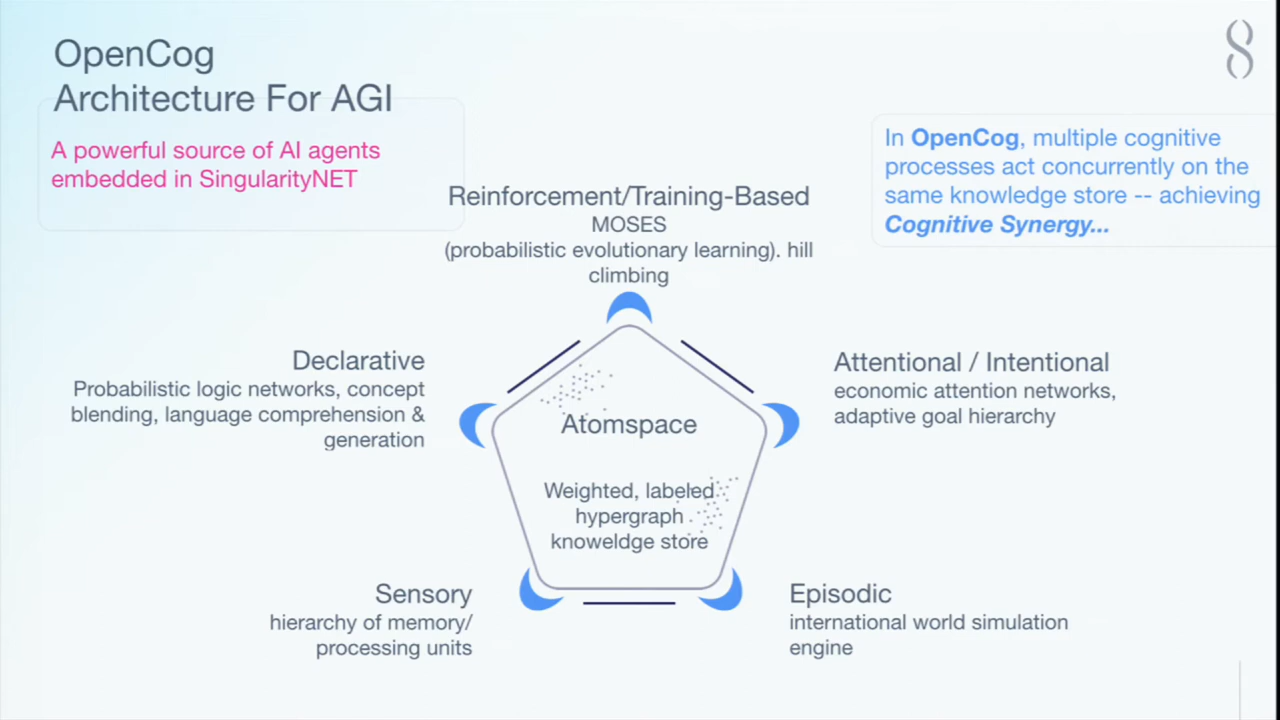 OpenCog
Architecture For AGI
A powerful source of AI agents
embedded in SingularityNET
In OpenCog, multiple cognitive
processes act concurrently on the
same knowledge store -- achieving
Cognitive Synergy...
Reinforcement/Training-Based
MOSES
(probabilistic evolutionary learning). hill
climbing
Declarative
Probabilistic logic networks, concept
blending, language comprehension &
generation
Attentional / Intentional
economic attention networks,
adaptive goal hierarchy
Atomspace
Weighted, labeled
hypergraph
knoweldge store
Sensory
hierarchy of memory/
processing units
Episodic
international world simulation
engine